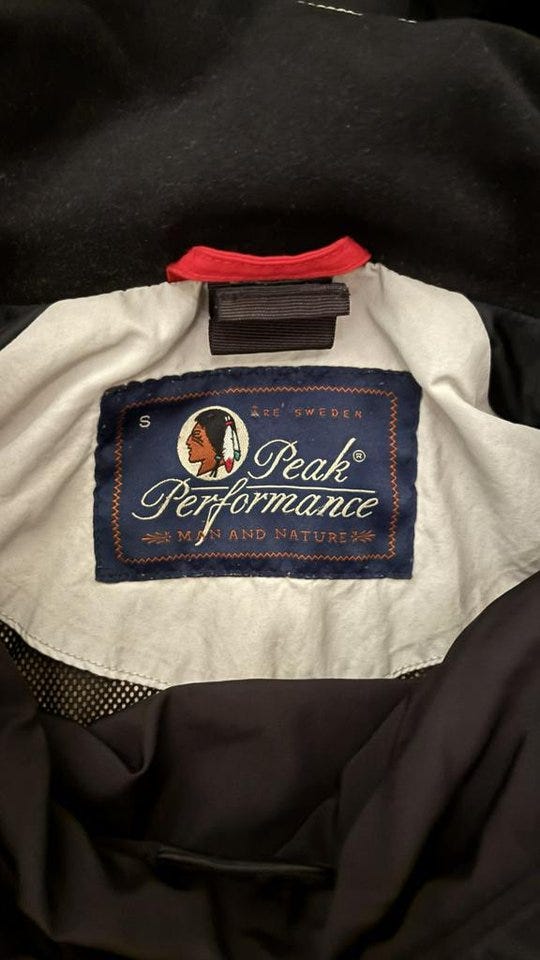 S
ÅRE SWEDEN
Peak®
Performance
MAN AND NATURE